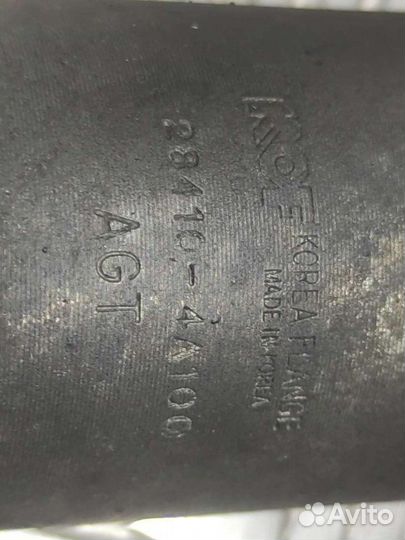 KOREA FLANGE
MADE IN KOREA
28410-4A100
AGT
Avito